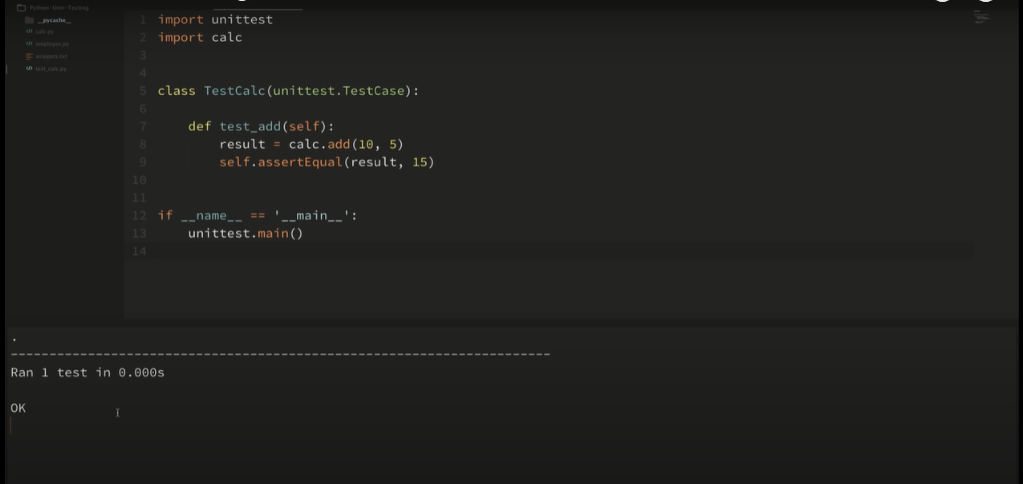 Python-Unit-Testing
__pycache__
calc.py
employee.py
snippets.txt
test_calc.py
1 import unittest
2 import calc
3
4
5 class TestCalc(unittest.TestCase):
6
7 def test_add(self):
8 result = calc.add(10, 5)
9 self.assertEqual(result, 15)
10
11
12 if __name__ == '__main__':
13 unittest.main()
14
.
----------------------------------------------------------------------
Ran 1 test in 0.000s
OK